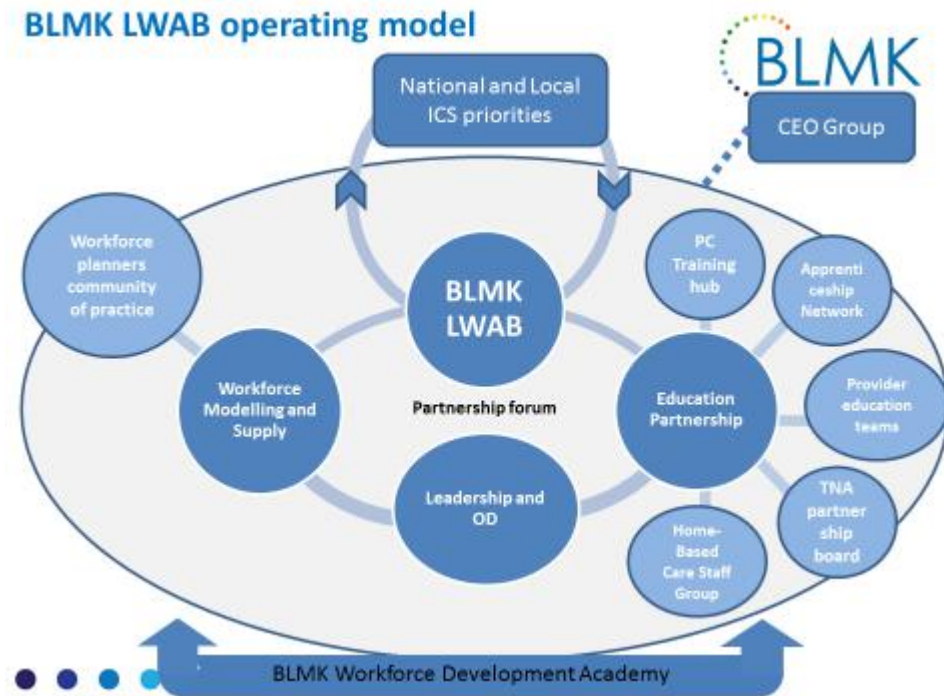 BLMK LWAB operating model
BLMK
National and Local
ICS priorities
CEO Group
Workforce
planners
community
of practice
PC
Training
hub
Apprenti
ceship
Network
BLMK
LWAB
Workforce
Modelling and
Supply
Partnership forum
Education
Partnership
Provider
education
teams
Leadership and
OD
TNA
partner
ship
board
Home-
Based
Care Staff
Group
BLMK Workforce Development Academy